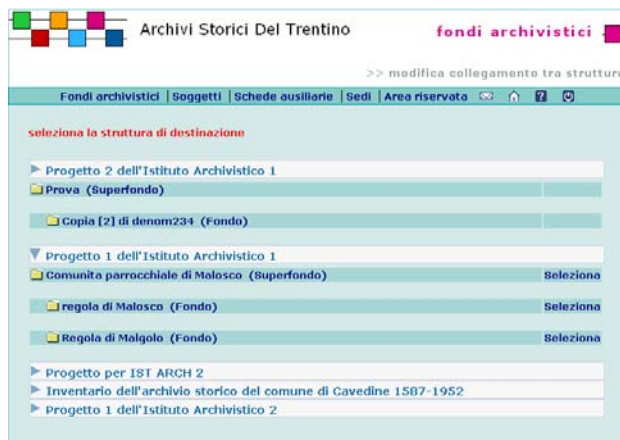 Archivi Storici Del Trentino
fondi archivistici
>> modifica collegamento tra strutture
Fondi archivistici | Soggetti | Schede ausiliarie | Sedi | Area riservata
seleziona la struttura di destinazione
Progetto 2 dell'Istituto Archivistico 1
Prova (Superfondo)
Copia [2] di denom234 (Fondo)
Progetto 1 dell'Istituto Archivistico 1
Comunita parrocchiale di Malosco (Superfondo) Seleziona
regola di Malosco (Fondo) Seleziona
Regola di Malgolo (Fondo) Seleziona
Progetto per IST ARCH 2
Inventario dell'archivio storico del comune di Cavedine 1587-1952
Progetto 1 dell'Istituto Archivistico 2